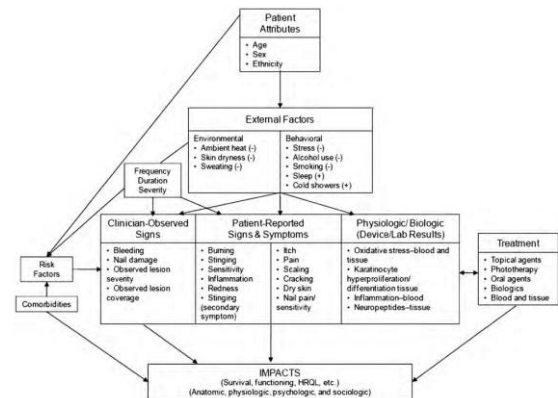 Patient
Attributes
• Age
• Sex
• Ethnicity
External Factors
Environmental
• Ambient heat (-)
• Skin dryness (-)
• Sweating (-)
Behavioral
• Stress (-)
• Alcohol use (-)
• Smoking (-)
• Sleep (+)
• Cold showers (+)
Frequency
Duration
Severity
Clinician-Observed
Signs
• Bleeding
• Nail damage
• Observed lesion
severity
• Observed lesion
coverage
Patient-Reported
Signs & Symptoms
• Burning
• Stinging
• Sensitivity
• Inflammation
• Redness
• Stinging
(secondary
symptom)
• Itch
• Pain
• Scaling
• Cracking
• Dry skin
• Nail pain/
sensitivity
Physiologic/ Biologic
(Device/Lab Results)
• Oxidative stress–blood and
tissue
• Karatinocyte
hyperproliferation/
differentiation tissue
• Inflammation–blood
• Neuropeptides–tissue
Treatment
• Topical agents
• Phototherapy
• Oral agents
• Biologics
• Blood and tissue
Risk
Factors
Comorbidities
IMPACTS
(Survival, functioning, HRQL, etc.)
(Anatomic, physiologic, psychologic, and sociologic)